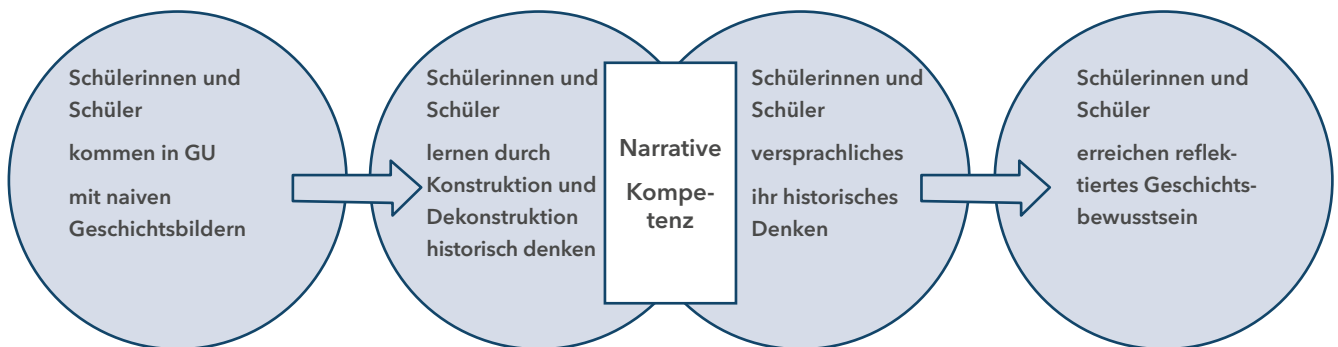 Schülerinnen und
Schüler
kommen in GU
mit naiven
Geschichtsbildern
Schülerinnen und
Schüler
lernen durch
Konstruktion und
Dekonstruktion
historisch denken
Narrative
Kompe-
tenz
Schülerinnen und
Schüler
versprachliches
ihr historisches
Denken
Schülerinnen und
Schüler
erreichen reflek-
tiertes Geschichts-
bewusstsein